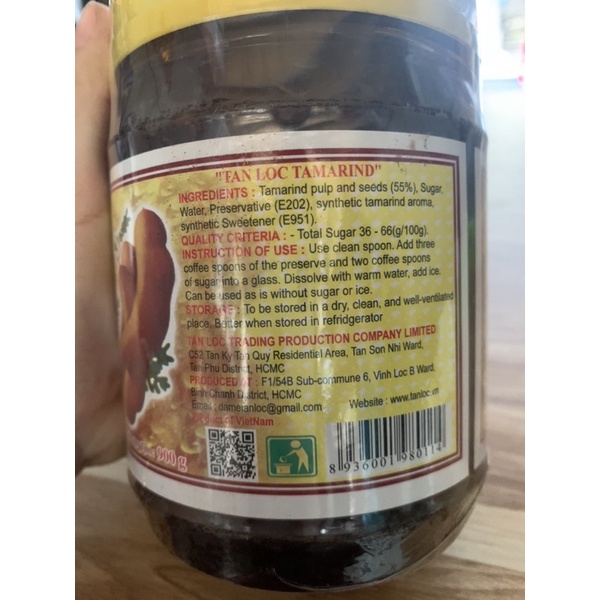 "TAN LOC TAMARIND"
INGREDIENTS : Tamarind pulp and seeds (55%), Sugar,
Water, Preservative (E202), synthetic tamarind aroma,
synthetic Sweetener (E951).
QUALITY CRITERIA : - Total Sugar 36 - 66(g/100g).
INSTRUCTION OF USE : Use clean spoon. Add three
coffee spoons of the preserve and two coffee spoons
of sugar into a glass. Dissolve with warm water, add ice.
Can be used as is without sugar or ice.
STORAGE : To be stored in a dry, clean, and well-ventilated
place. Better when stored in refridgerator
TAN LOC TRADING PRODUCTION COMPANY LIMITED
C52 Tan Ky Tan Quy Residential Area, Tan Son Nhi Ward,
Tan Phu District, HCMC
PRODUCED AT : F1/54B Sub-commune 6, Vinh Loc B Ward,
Binh Chanh District, HCMC
Email : dametanloc@gmail.com
Website : www.tanloc.vn
Product of VietNam
900 g
8 936001 980114